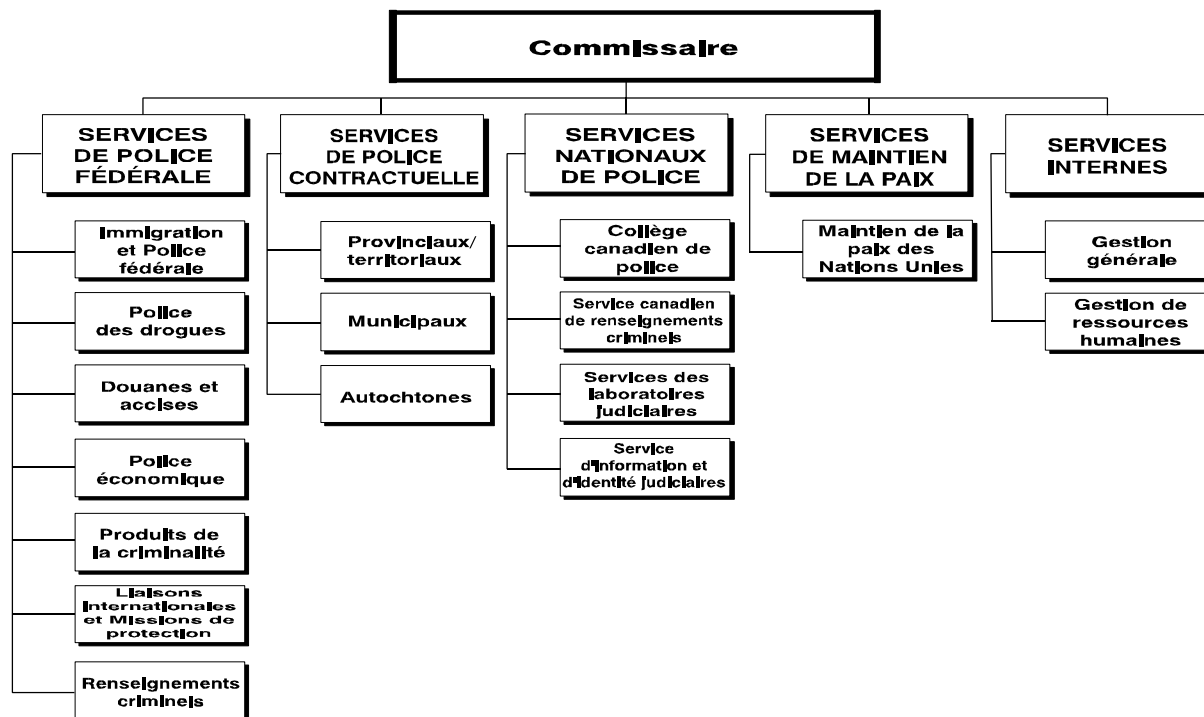 Commissaire
SERVICES
DE POLICE
FÉDÉRALE
Immigration
et Police
fédérale
Police
des drogues
Douanes et
accises
Police
économique
Produits de
la criminalité
Liaisons
internationales
et Missions de
protection
Renseignements
criminels
SERVICES
DE POLICE
CONTRACTUELLE
Provinciaux/
territoriaux
Municipaux
Autochtones
SERVICES
NATIONAUX
DE POLICE
Collège
canadien de
police
Service canadien
de renseignements
criminels
Services des
laboratoires
judiciaires
Service
d'information et
d'identité judiciaires
SERVICES
DE MAINTIEN
DE LA PAIX
Maintien de la
paix des
Nations Unies
SERVICES
INTERNES
Gestion
générale
Gestion de
ressources
humaines